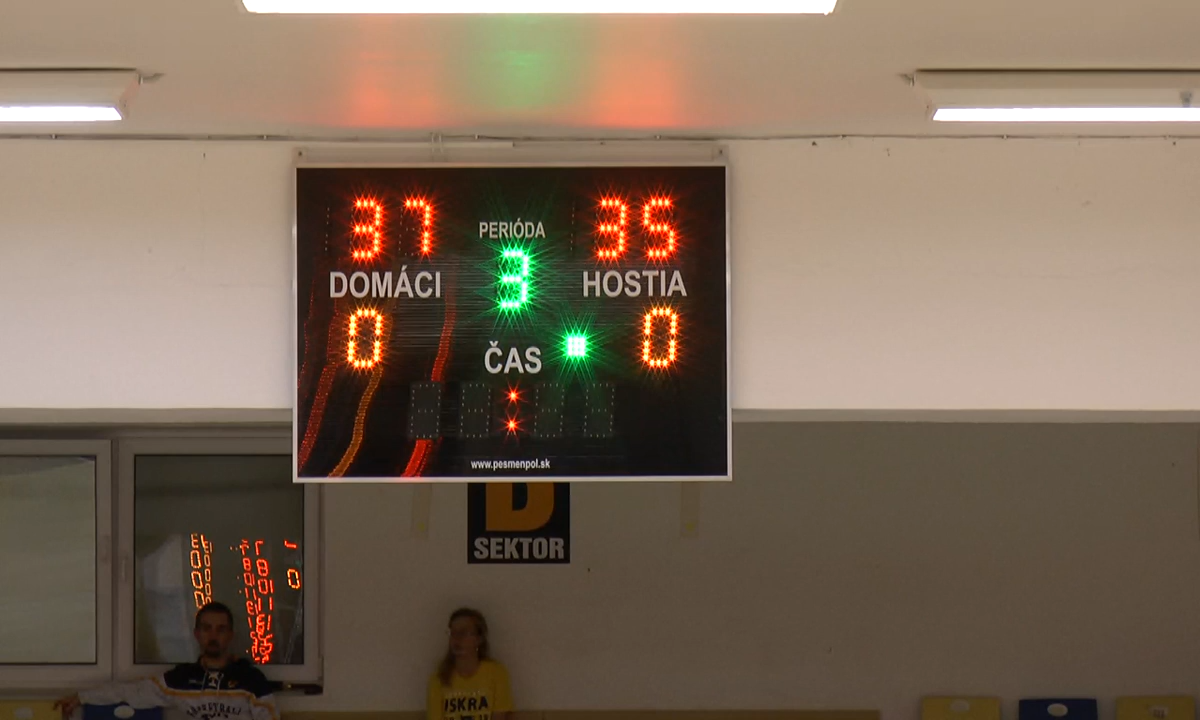 37 PERIÓDA 35
DOMÁCI 3 HOSTIA
0 ČAS 0
:
www.pesmenpol.sk
SEKTOR
ISKRA